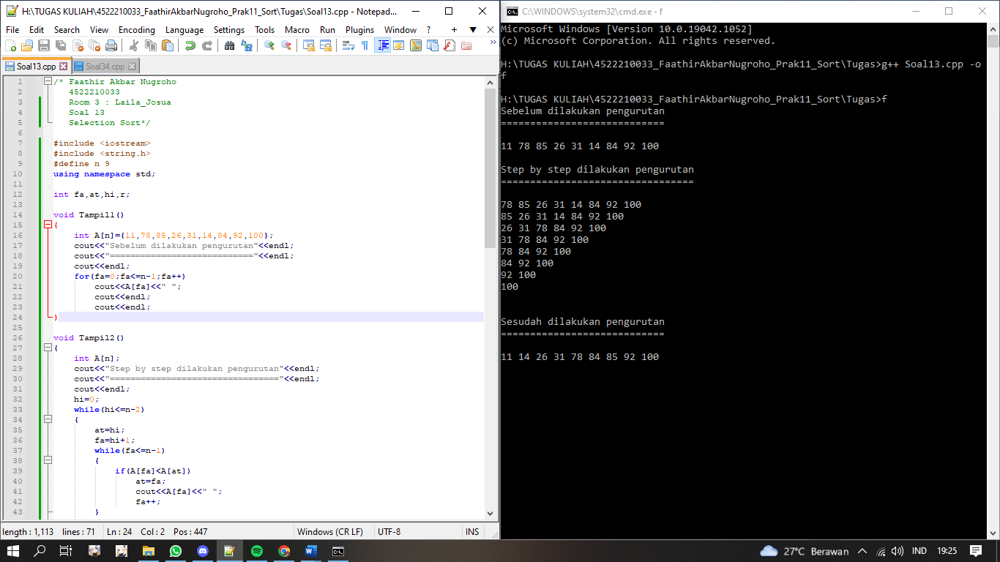 H:\TUGAS KULIAH\4522210033_FaathirAkbarNugroho_Prak11_Sort\Tugas\Soal13.cpp - Notepad...
File Edit Search View Encoding Language Settings Tools Macro Run Plugins Window ? + ▼ X
Soal13.cpp Soal34.cpp
1 /* Faathir Akbar Nugroho
2 4522210033
3 Room 3 : Laila_Josua
4 Soal 13
5 Selection Sort*/
6
7 #include <iostream>
8 #include <string.h>
9 #define n 9
10 using namespace std;
11
12 int fa,at,hi,r;
13
14 void Tampil1()
15 {
16 int A[n]={11,78,85,26,31,14,84,92,100};
17 cout<<"Sebelum dilakukan pengurutan"<<endl;
18 cout<<"============================"<<endl;
19 cout<<endl;
20 for(fa=0;fa<=n-1;fa++)
21 cout<<A[fa]<<" ";
22 cout<<endl;
23 cout<<endl;
24 }
25
26 void Tampil2()
27 {
28 int A[n];
29 cout<<"Step by step dilakukan pengurutan"<<endl;
30 cout<<"================================="<<endl;
31 cout<<endl;
32 hi=0;
33 while(hi<=n-2)
34 {
35 at=hi;
36 fa=hi+1;
37 while(fa<=n-1)
38 {
39 if(A[fa]<A[at])
40 at=fa;
41 cout<<A[fa]<<" ";
42 fa++;
43 }
length : 1,113 lines : 71 Ln : 24 Col : 2 Pos : 447 Windows (CR LF) UTF-8 INS
C:\WINDOWS\system32\cmd.exe - f
Microsoft Windows [Version 10.0.19042.1052]
(c) Microsoft Corporation. All rights reserved.
H:\TUGAS KULIAH\4522210033_FaathirAkbarNugroho_Prak11_Sort\Tugas>g++ Soal13.cpp -o
f
H:\TUGAS KULIAH\4522210033_FaathirAkbarNugroho_Prak11_Sort\Tugas>f
Sebelum dilakukan pengurutan
============================
11 78 85 26 31 14 84 92 100
Step by step dilakukan pengurutan
=================================
78 85 26 31 14 84 92 100
85 26 31 14 84 92 100
26 31 78 84 92 100
31 78 84 92 100
78 84 92 100
84 92 100
92 100
100
Sesudah dilakukan pengurutan
============================
11 14 26 31 78 84 85 92 100
27°C Berawan IND 19:25